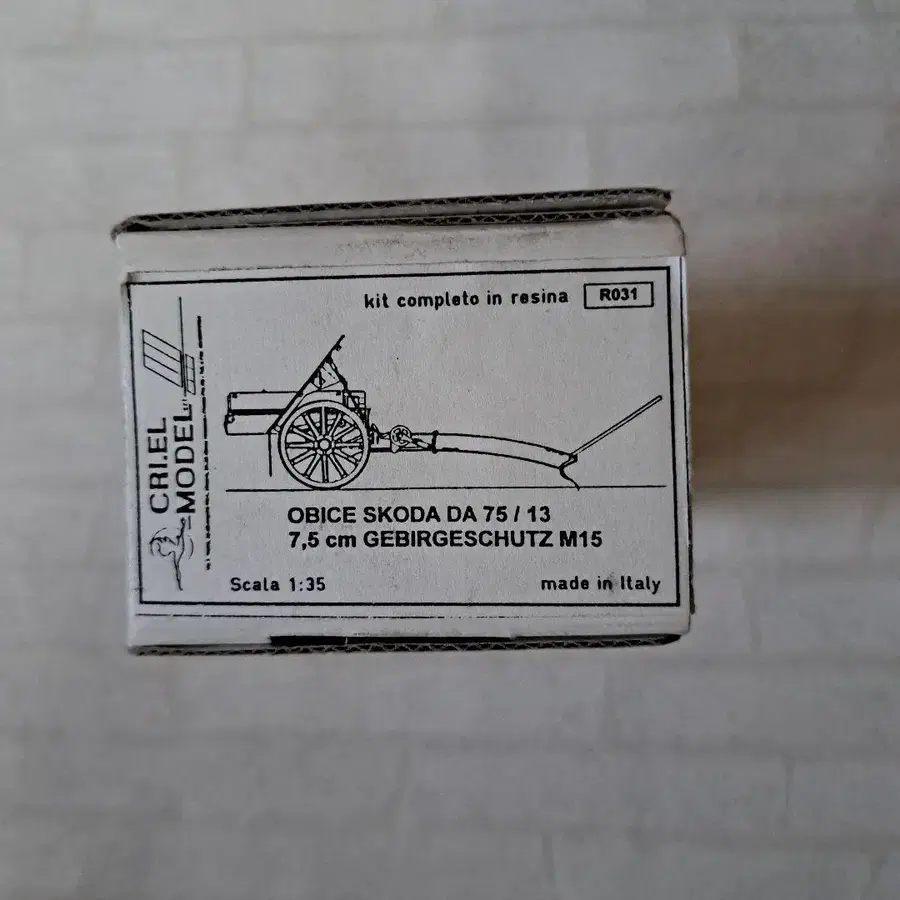 kit completo in resina R031
CRI.EL
MODEL
OBICE SKODA DA 75 / 13
7,5 cm GEBIRGESCHUTZ M15
Scala 1:35 made in Italy